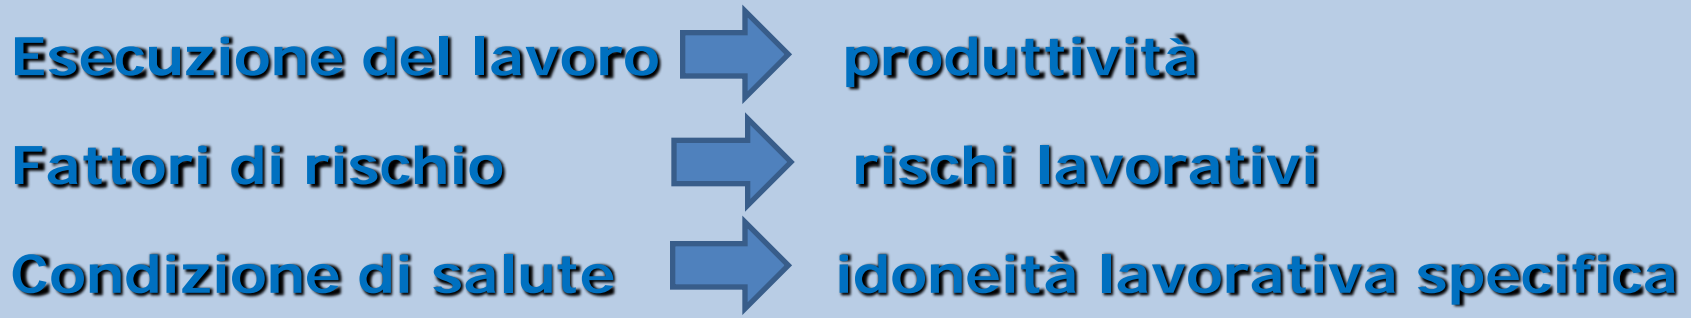 Esecuzione del lavoro produttività
Fattori di rischio rischi lavorativi
Condizione di salute idoneità lavorativa specifica